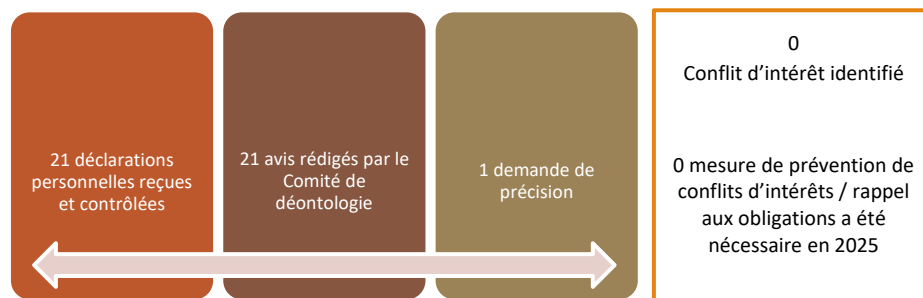 21 déclarations
personnelles reçues
et contrôlées
21 avis rédigés par le
Comité de
déontologie
1 demande de
précision
0
Conflit d’intérêt identifié
0 mesure de prévention de
conflits d’intérêts / rappel
aux obligations a été
nécessaire en 2025